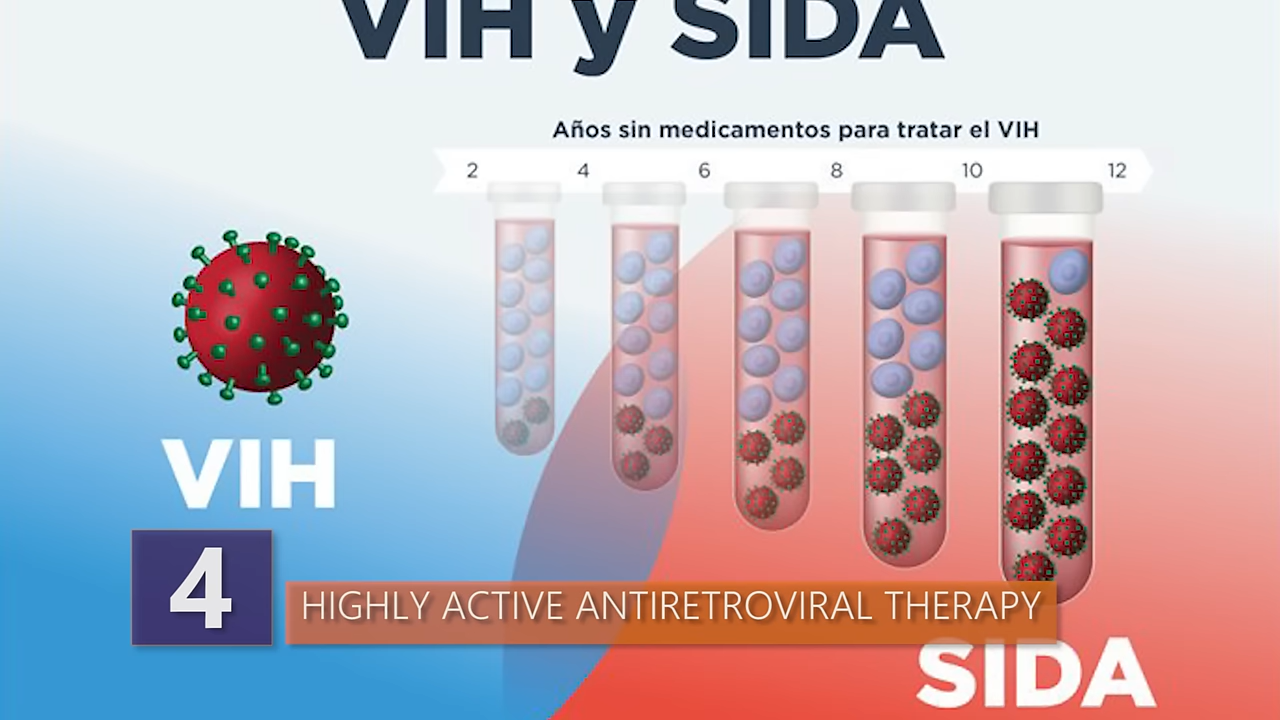 VIH y SIDA
Años sin medicamentos para tratar el VIH
2 4 6 8 10 12
VIH
4
HIGHLY ACTIVE ANTIRETROVIRAL THERAPY
SIDA